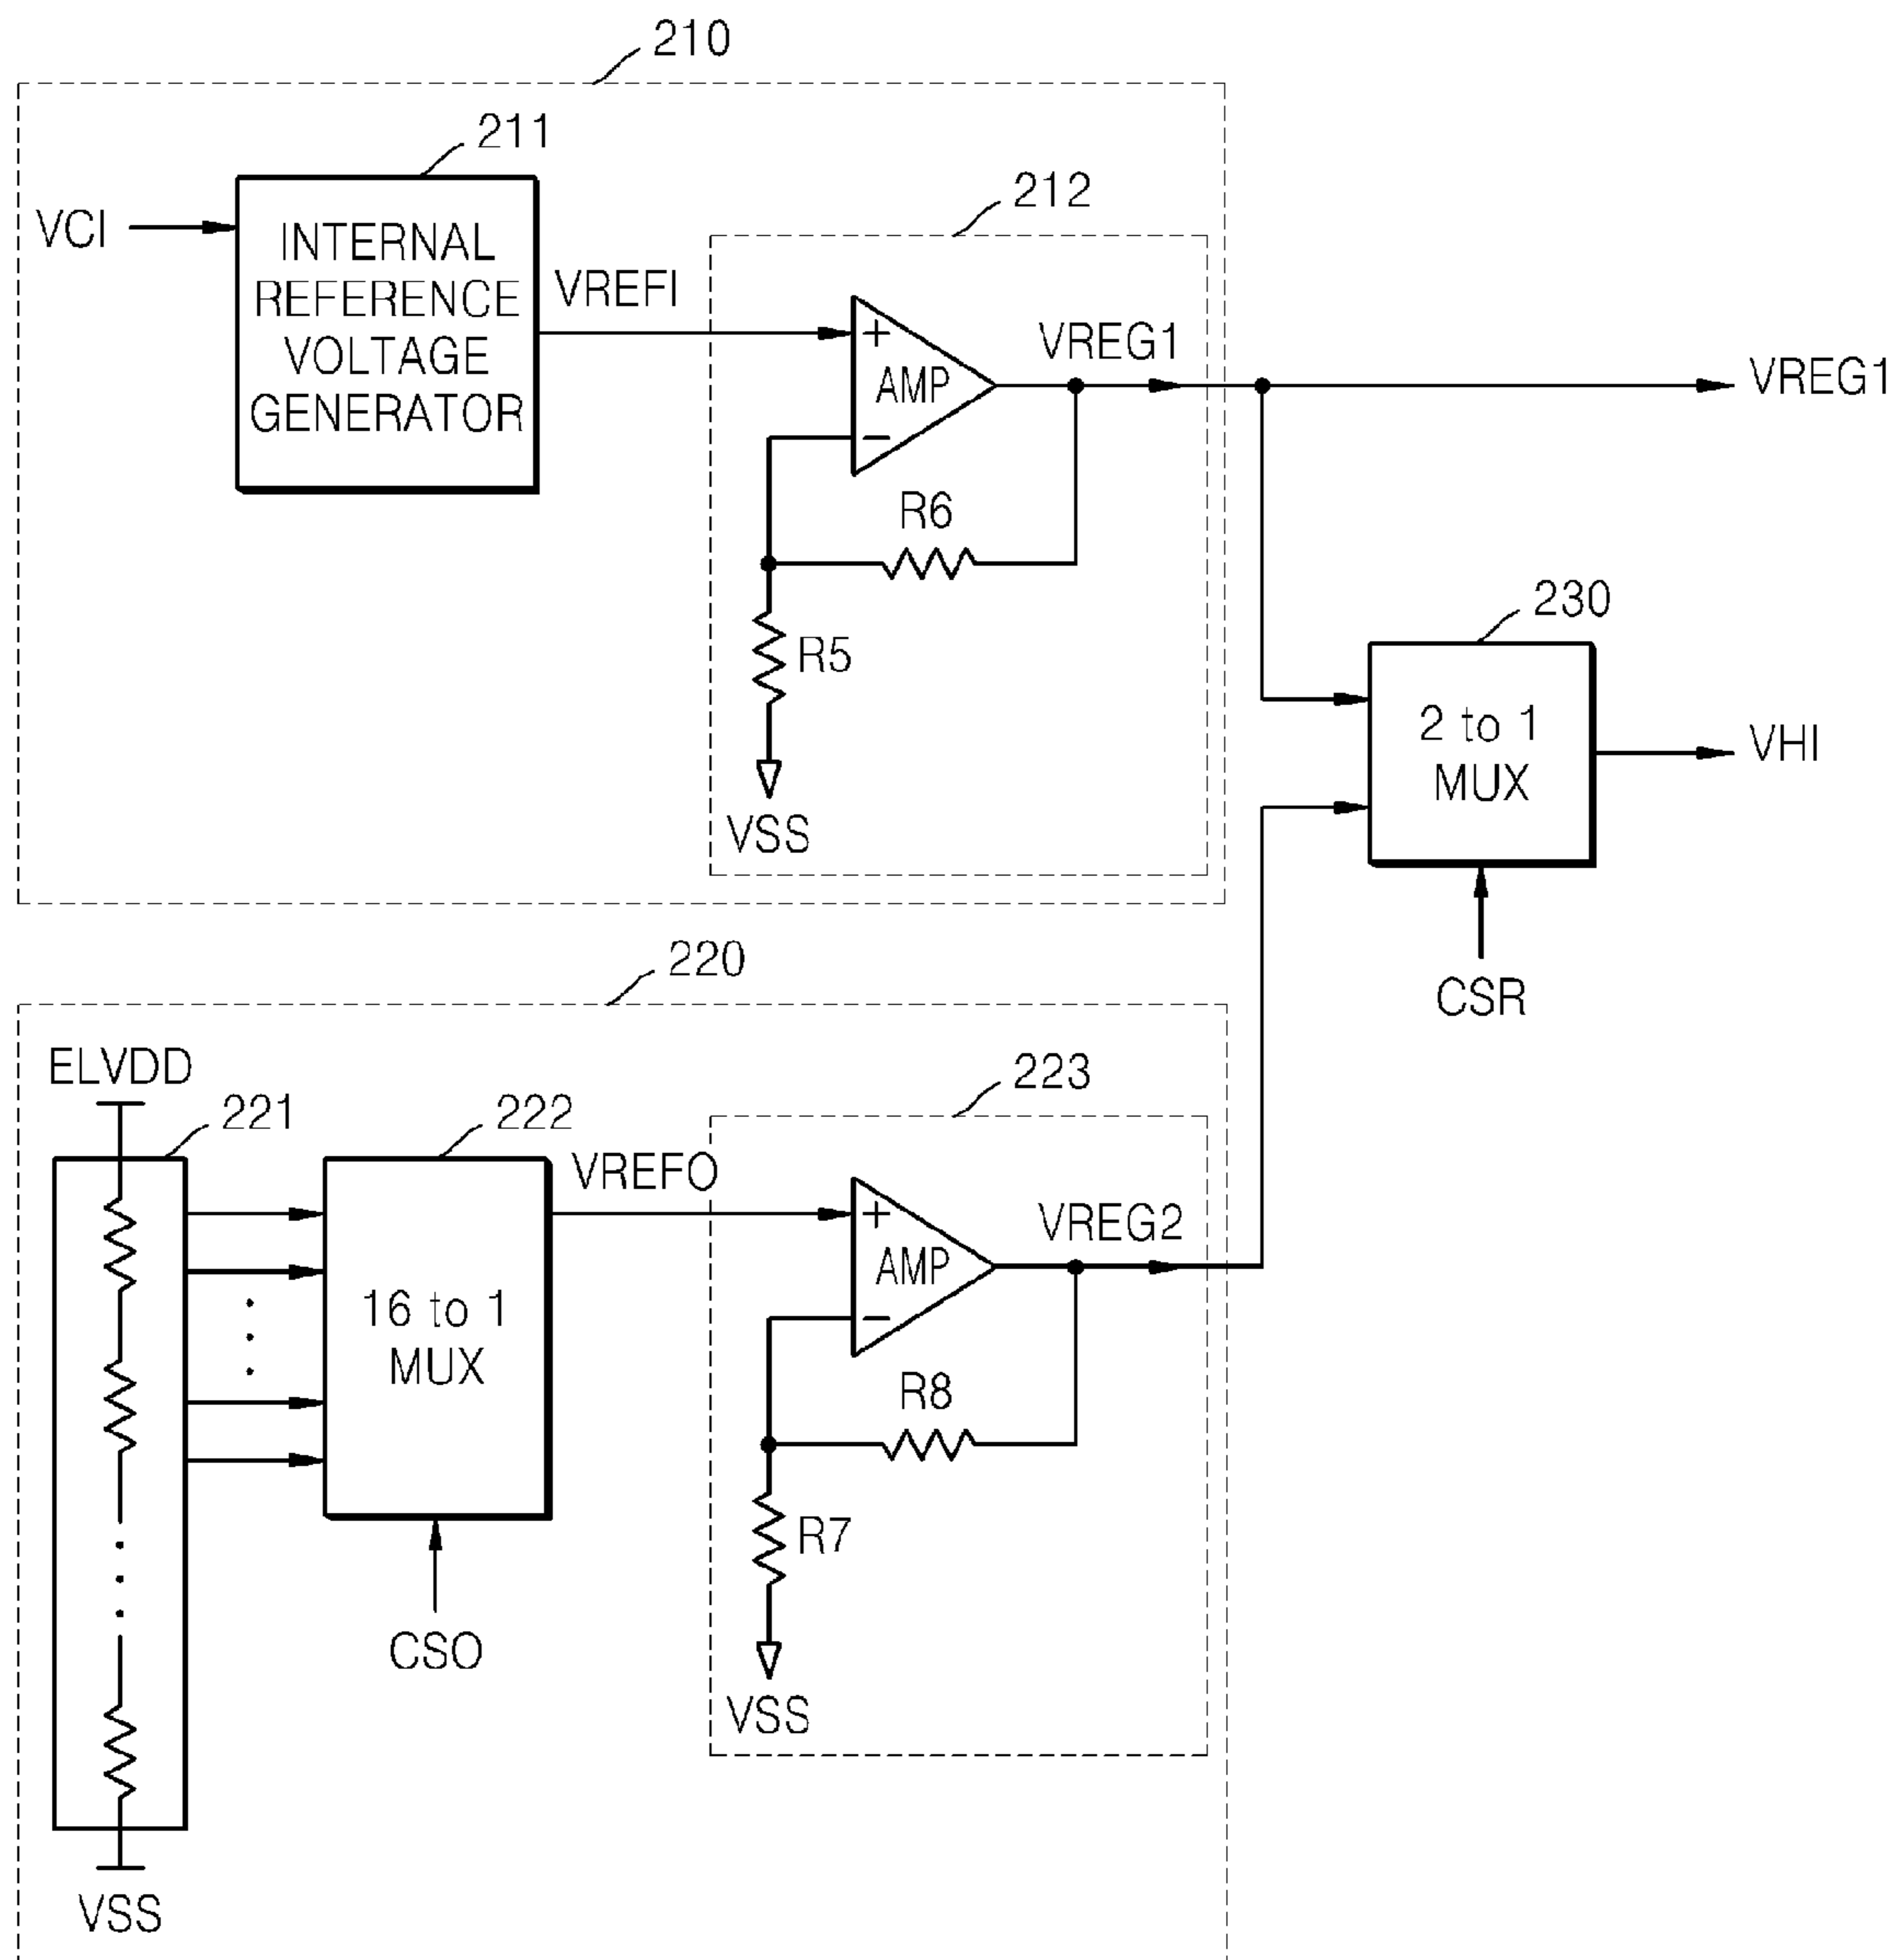 210
211
VCI
INTERNAL
REFERENCE
VOLTAGE
GENERATOR
VREFI
212
+
AMP
−
VREG1
VREG1
R6
R5
VSS
230
2 to 1
MUX
VHI
CSR
220
ELVDD
221
222
16 to 1
MUX
CSO
VREFO
223
+
AMP
−
VREG2
R8
R7
VSS
VSS